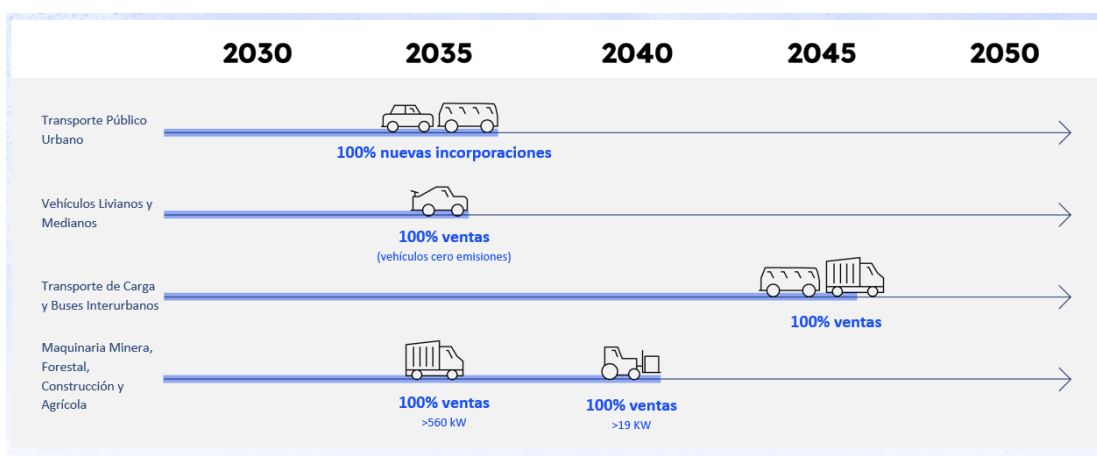 2030 2035 2040 2045 2050
Transporte Público
Urbano
100% nuevas incorporaciones
Vehículos Livianos y
Medianos
100% ventas
(vehículos cero emisiones)
Transporte de Carga
y Buses Interurbanos
100% ventas
Maquinaria Minera,
Forestal,
Construcción y
Agrícola
100% ventas
>560 kW
100% ventas
>19 KW